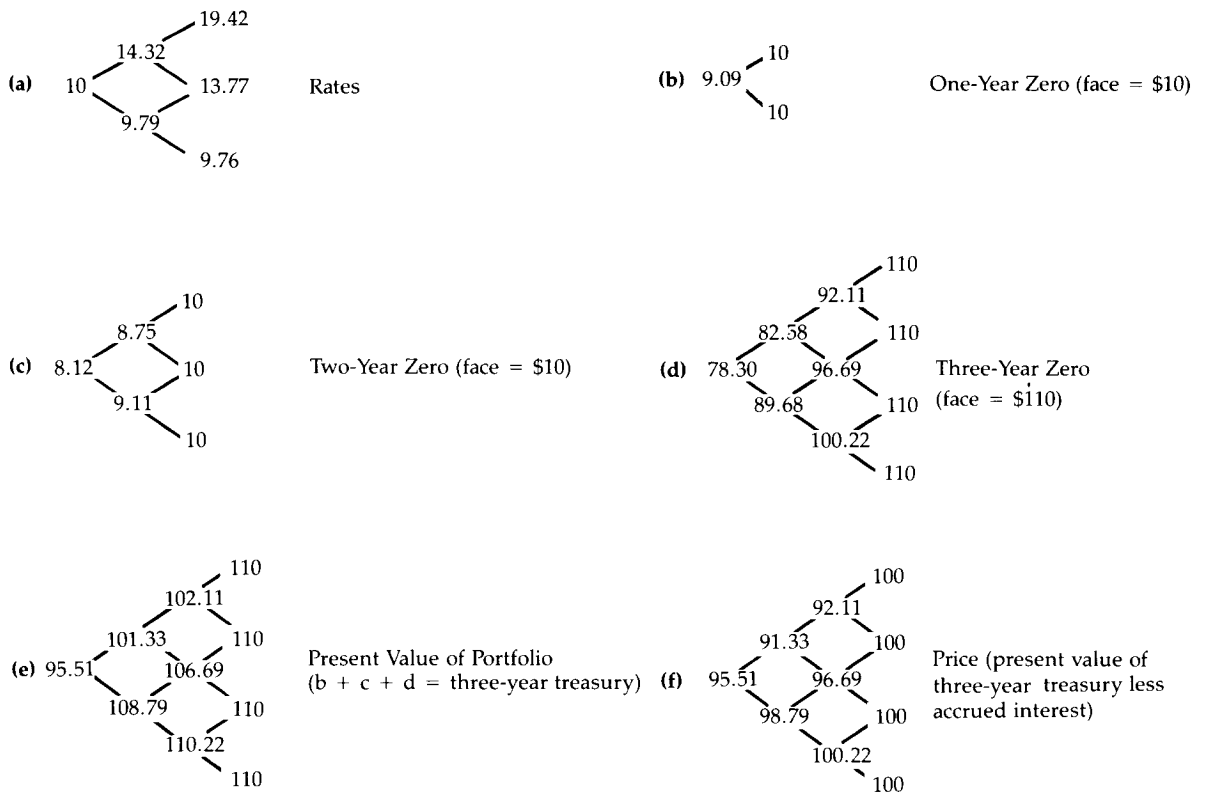 19.42
14.32
(a) 10 13.77 Rates
9.79
9.76
10
(b) 9.09 One-Year Zero (face = $10)
10
10
8.75
(c) 8.12 10 Two-Year Zero (face = $10)
9.11
10
110
92.11
82.58 110
(d) 78.30 96.69 Three-Year Zero
89.68 110 (face = $110)
100.22
110
110
102.11
101.33 110
(e) 95.51 106.69 Present Value of Portfolio
(b + c + d = three-year treasury)
108.79 110
110.22
110
100
92.11
91.33 100
(f) 95.51 96.69 Price (present value of
three-year treasury less
98.79 100 accrued interest)
100.22
100